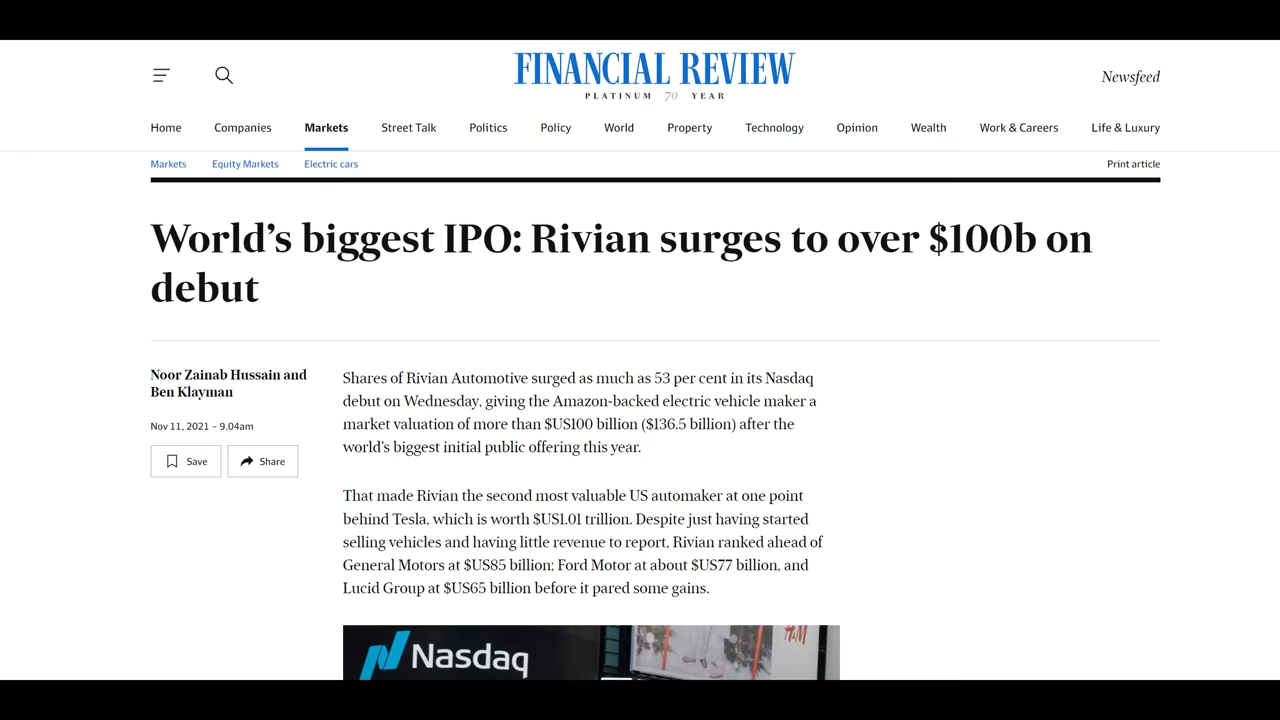 FINANCIAL REVIEW
PLATINUM 70 YEAR
Newsfeed
Home Companies Markets Street Talk Politics Policy World Property Technology Opinion Wealth Work & Careers Life & Luxury
Markets Equity Markets Electric cars Print article
World’s biggest IPO: Rivian surges to over $100b on
debut
Noor Zainab Hussain and
Ben Klayman
Nov 11, 2021 – 9.04am
Save Share
Shares of Rivian Automotive surged as much as 53 per cent in its Nasdaq
debut on Wednesday, giving the Amazon-backed electric vehicle maker a
market valuation of more than $US100 billion ($136.5 billion) after the
world’s biggest initial public offering this year.
That made Rivian the second most valuable US automaker at one point
behind Tesla, which is worth $US1.01 trillion. Despite just having started
selling vehicles and having little revenue to report, Rivian ranked ahead of
General Motors at $US85 billion; Ford Motor at about $US77 billion, and
Lucid Group at $US65 billion before it pared some gains.
Nasdaq
H&M